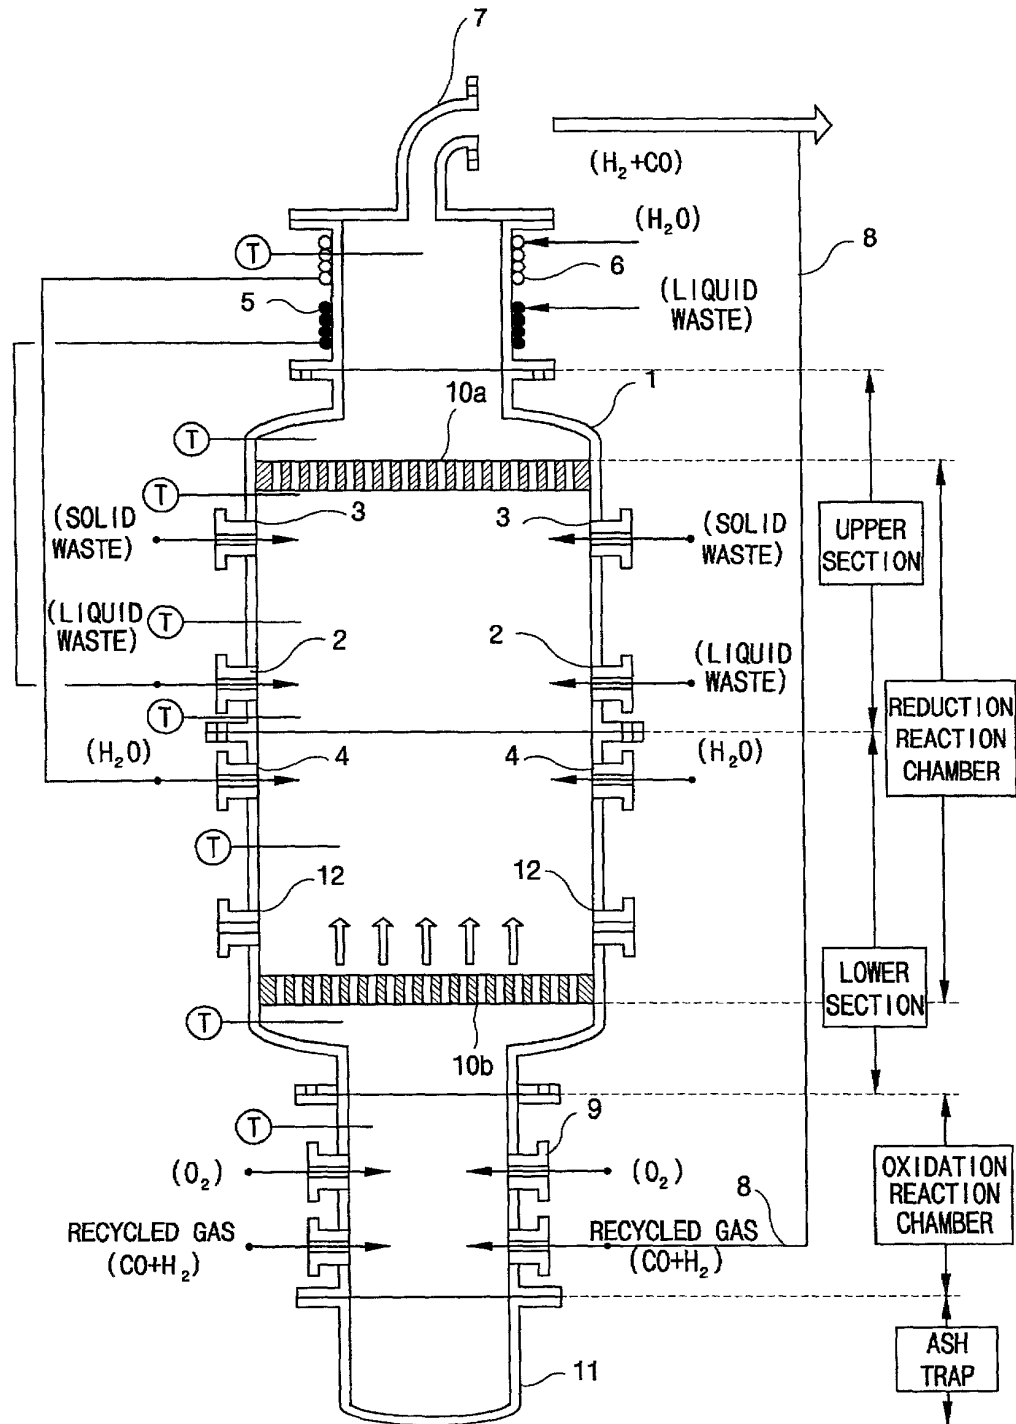 7
(H₂+CO)
(H₂O)
T
8
6
5
(LIQUID
WASTE)
1
10a
T
T
(SOLID
WASTE)
3
3
(SOLID
WASTE)
UPPER
SECTION
(LIQUID
WASTE)
T
2
2
(LIQUID
WASTE)
T
REDUCTION
REACTION
CHAMBER
(H₂O)
4
4
(H₂O)
T
12
12
LOWER
SECTION
T
10b
9
T
(O₂)
(O₂)
OXIDATION
REACTION
CHAMBER
RECYCLED GAS
(CO+H₂)
RECYCLED GAS
(CO+H₂)
8
ASH
TRAP
11